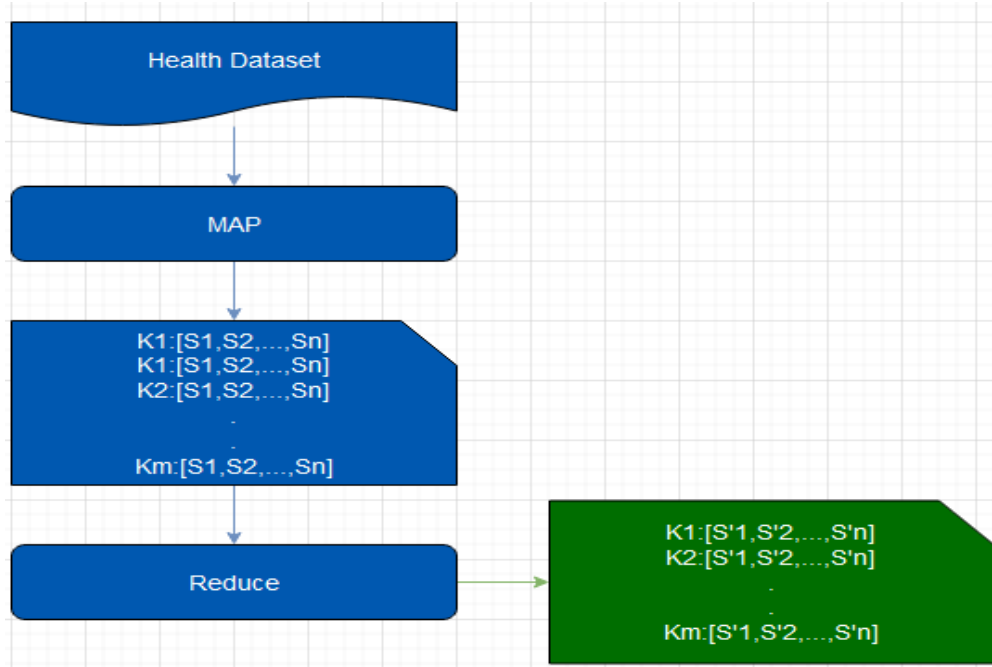 Health Dataset
MAP
K1:[S1,S2,...,Sn]
K1:[S1,S2,...,Sn]
K2:[S1,S2,...,Sn]
.
.
Km:[S1,S2,...,Sn]
Reduce
K1:[S'1,S'2,...,S'n]
K2:[S'1,S'2,...,S'n]
.
.
Km:[S'1,S'2,...,S'n]